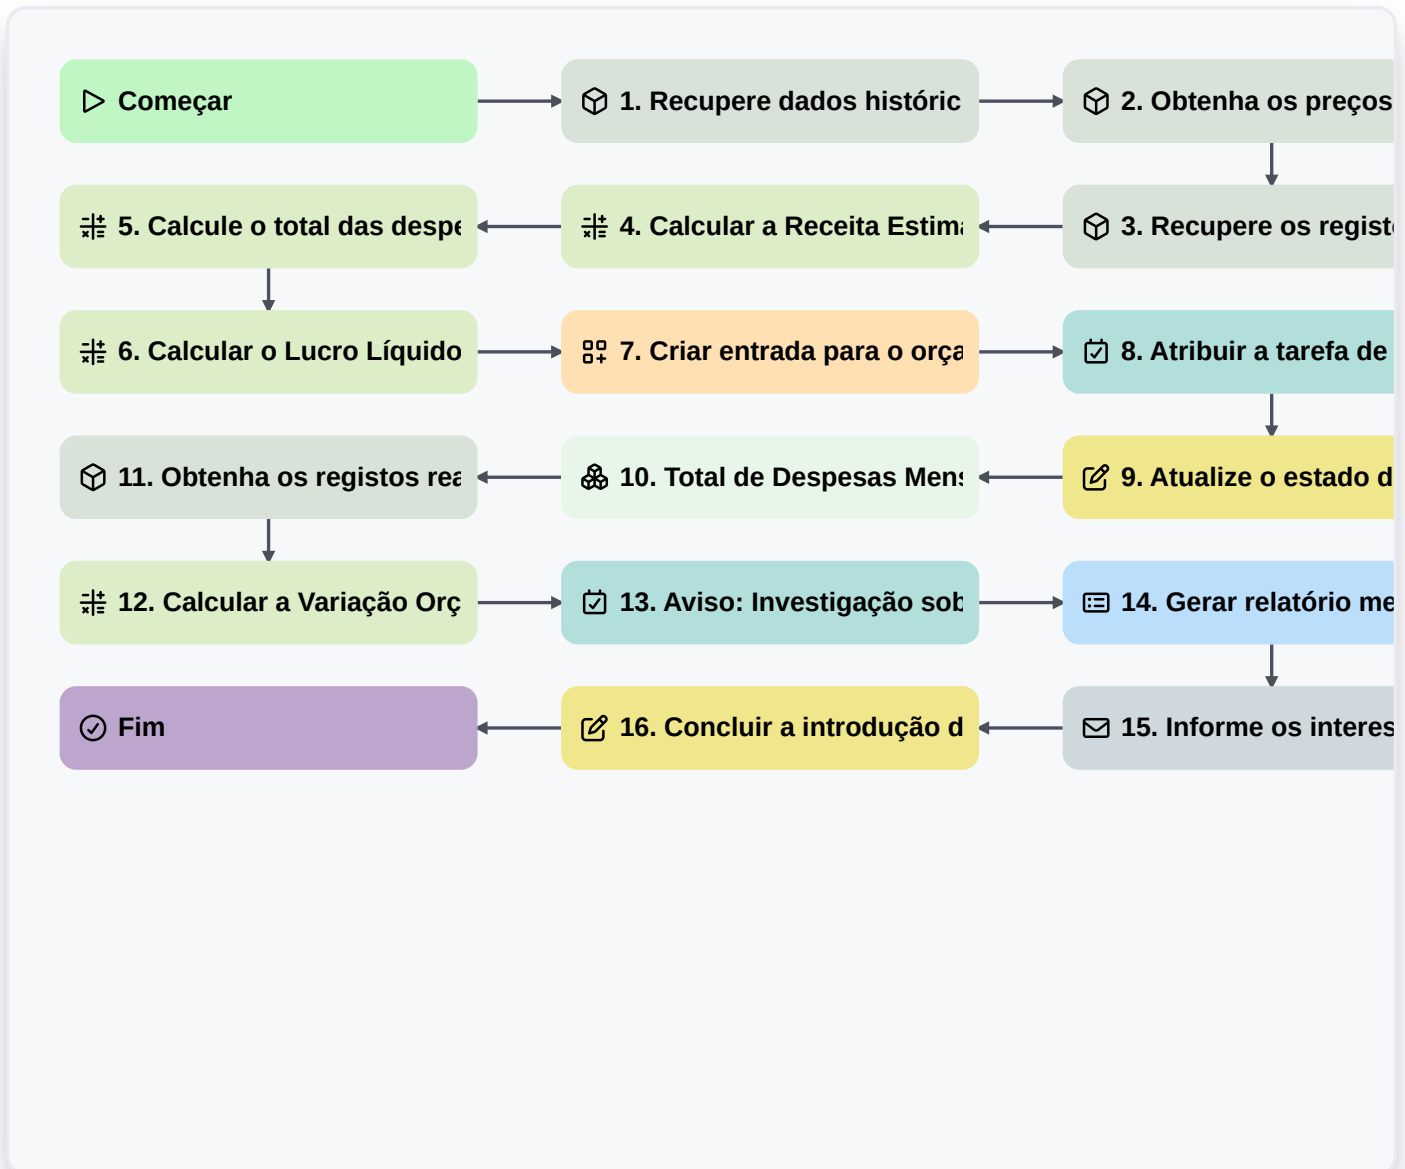 Começar
1. Recupere dados históric
2. Obtenha os preços
5. Calcule o total das despe
4. Calcular a Receita Estima
3. Recupere os registo
6. Calcular o Lucro Líquido
7. Criar entrada para o orça
8. Atribuir a tarefa de
11. Obtenha os registos rea
10. Total de Despesas Mens
9. Atualize o estado d
12. Calcular a Variação Orç
13. Aviso: Investigação sob
14. Gerar relatório me
Fim
16. Concluir a introdução d
15. Informe os interes